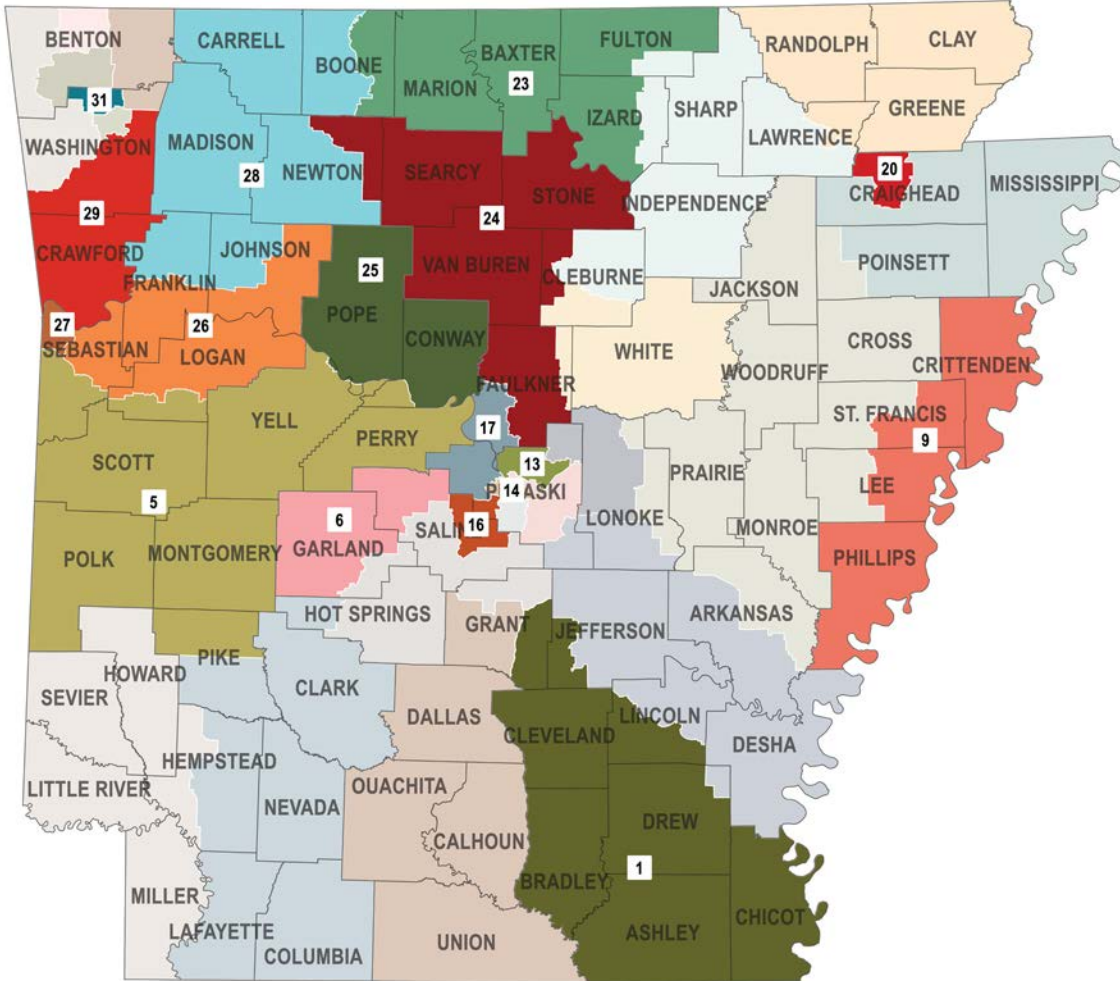 BENTON
CARRELL
BOONE
MARION
BAXTER
23
FULTON
RANDOLPH
CLAY
31
WASHINGTON
MADISON
28
NEWTON
SEARCY
STONE
IZARD
SHARP
LAWRENCE
GREENE
20
CRAIGHEAD
MISSISSIPPI
29
24
INDEPENDENCE
CRAWFORD
FRANKLIN
JOHNSON
25
VAN BUREN
CLEBURNE
JACKSON
POINSETT
27
SEBASTIAN
26
LOGAN
POPE
CONWAY
WHITE
WOODRUFF
CROSS
CRITTENDEN
FAULKNER
ST. FRANCIS
YELL
17
PERRY
9
SCOTT
13
PRAIRIE
LEE
5
14
6
16
LONOKE
MONROE
POLK
MONTGOMERY
GARLAND
PHILLIPS
HOT SPRINGS
GRANT
JEFFERSON
ARKANSAS
PIKE
HOWARD
SEVIER
CLARK
DALLAS
CLEVELAND
LINCOLN
DESHA
HEMPSTEAD
LITTLE RIVER
NEVADA
OUACHITA
CALHOUN
DREW
1
BRADLEY
MILLER
LAFAYETTE
COLUMBIA
UNION
ASHLEY
CHICOT